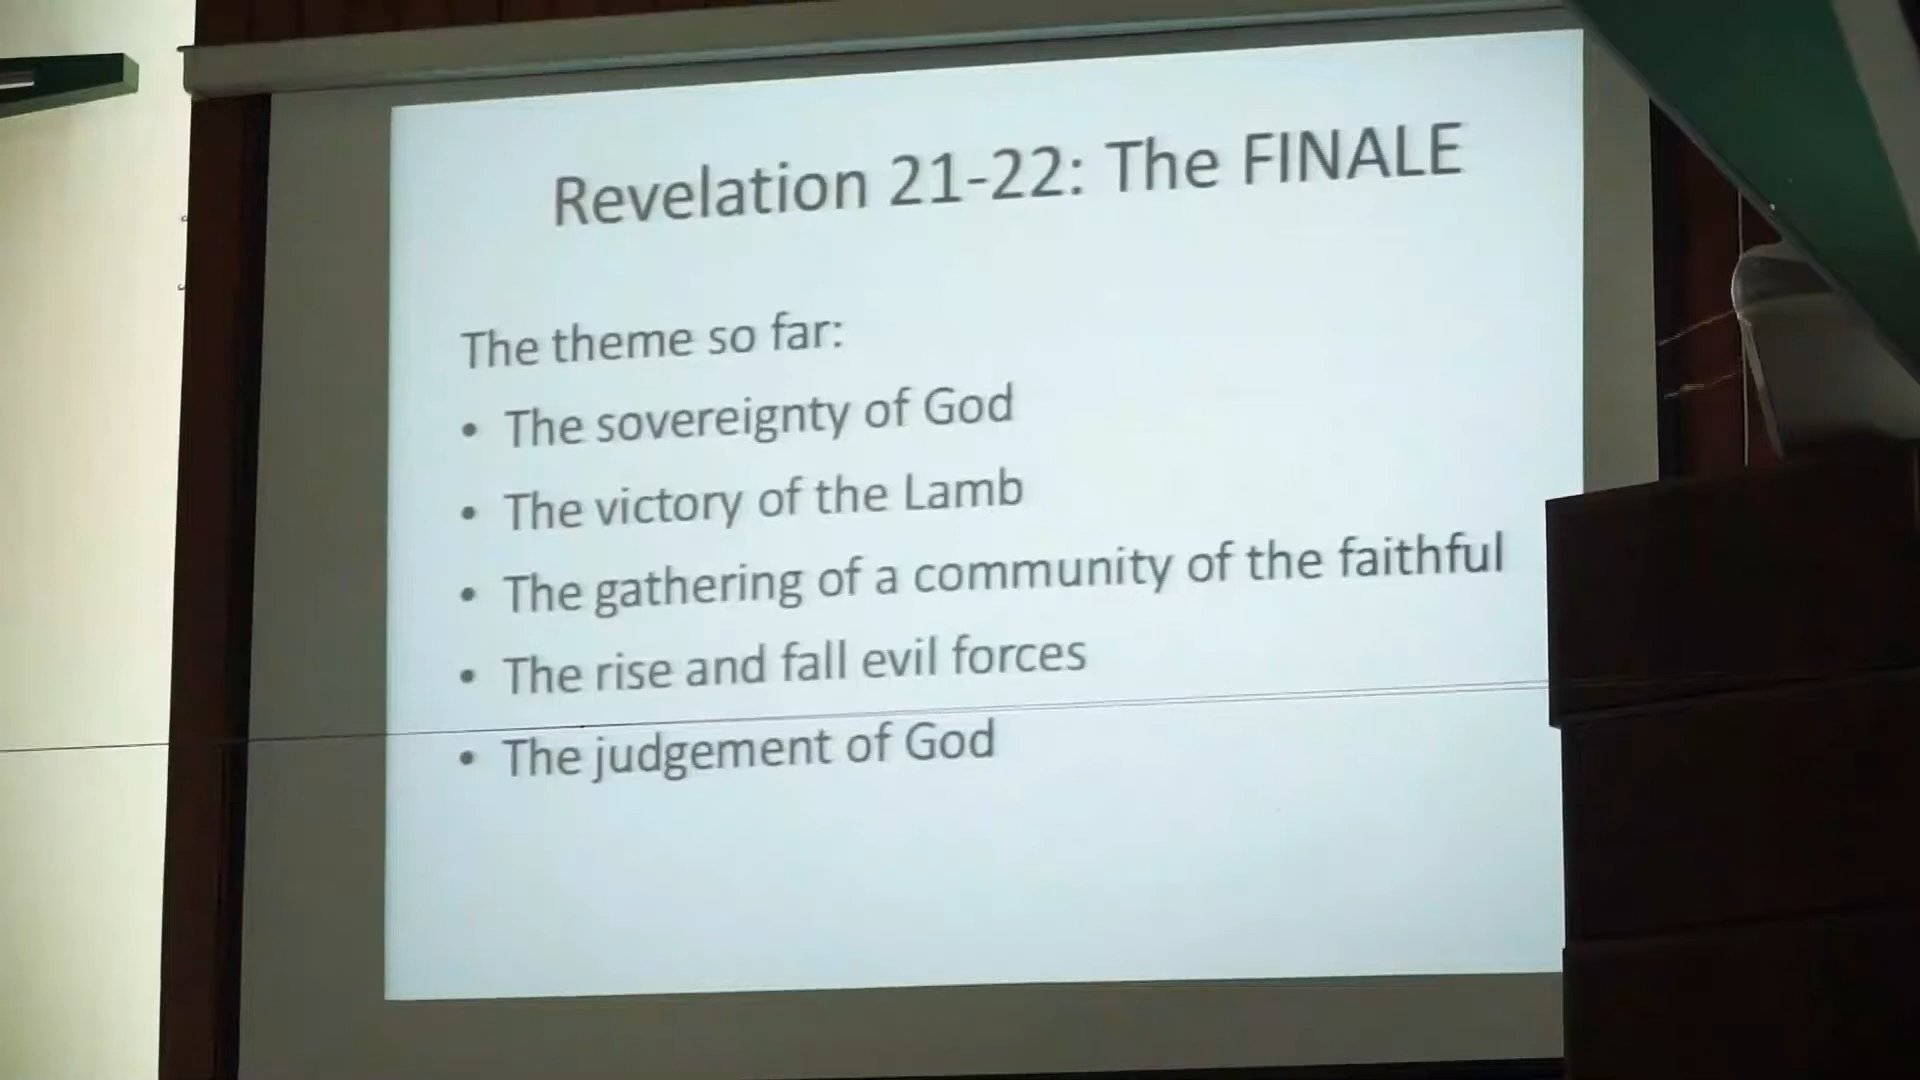 Revelation 21-22: The FINALE
The theme so far:
• The sovereignty of God
• The victory of the Lamb
• The gathering of a community of the faithful
• The rise and fall evil forces
• The judgement of God